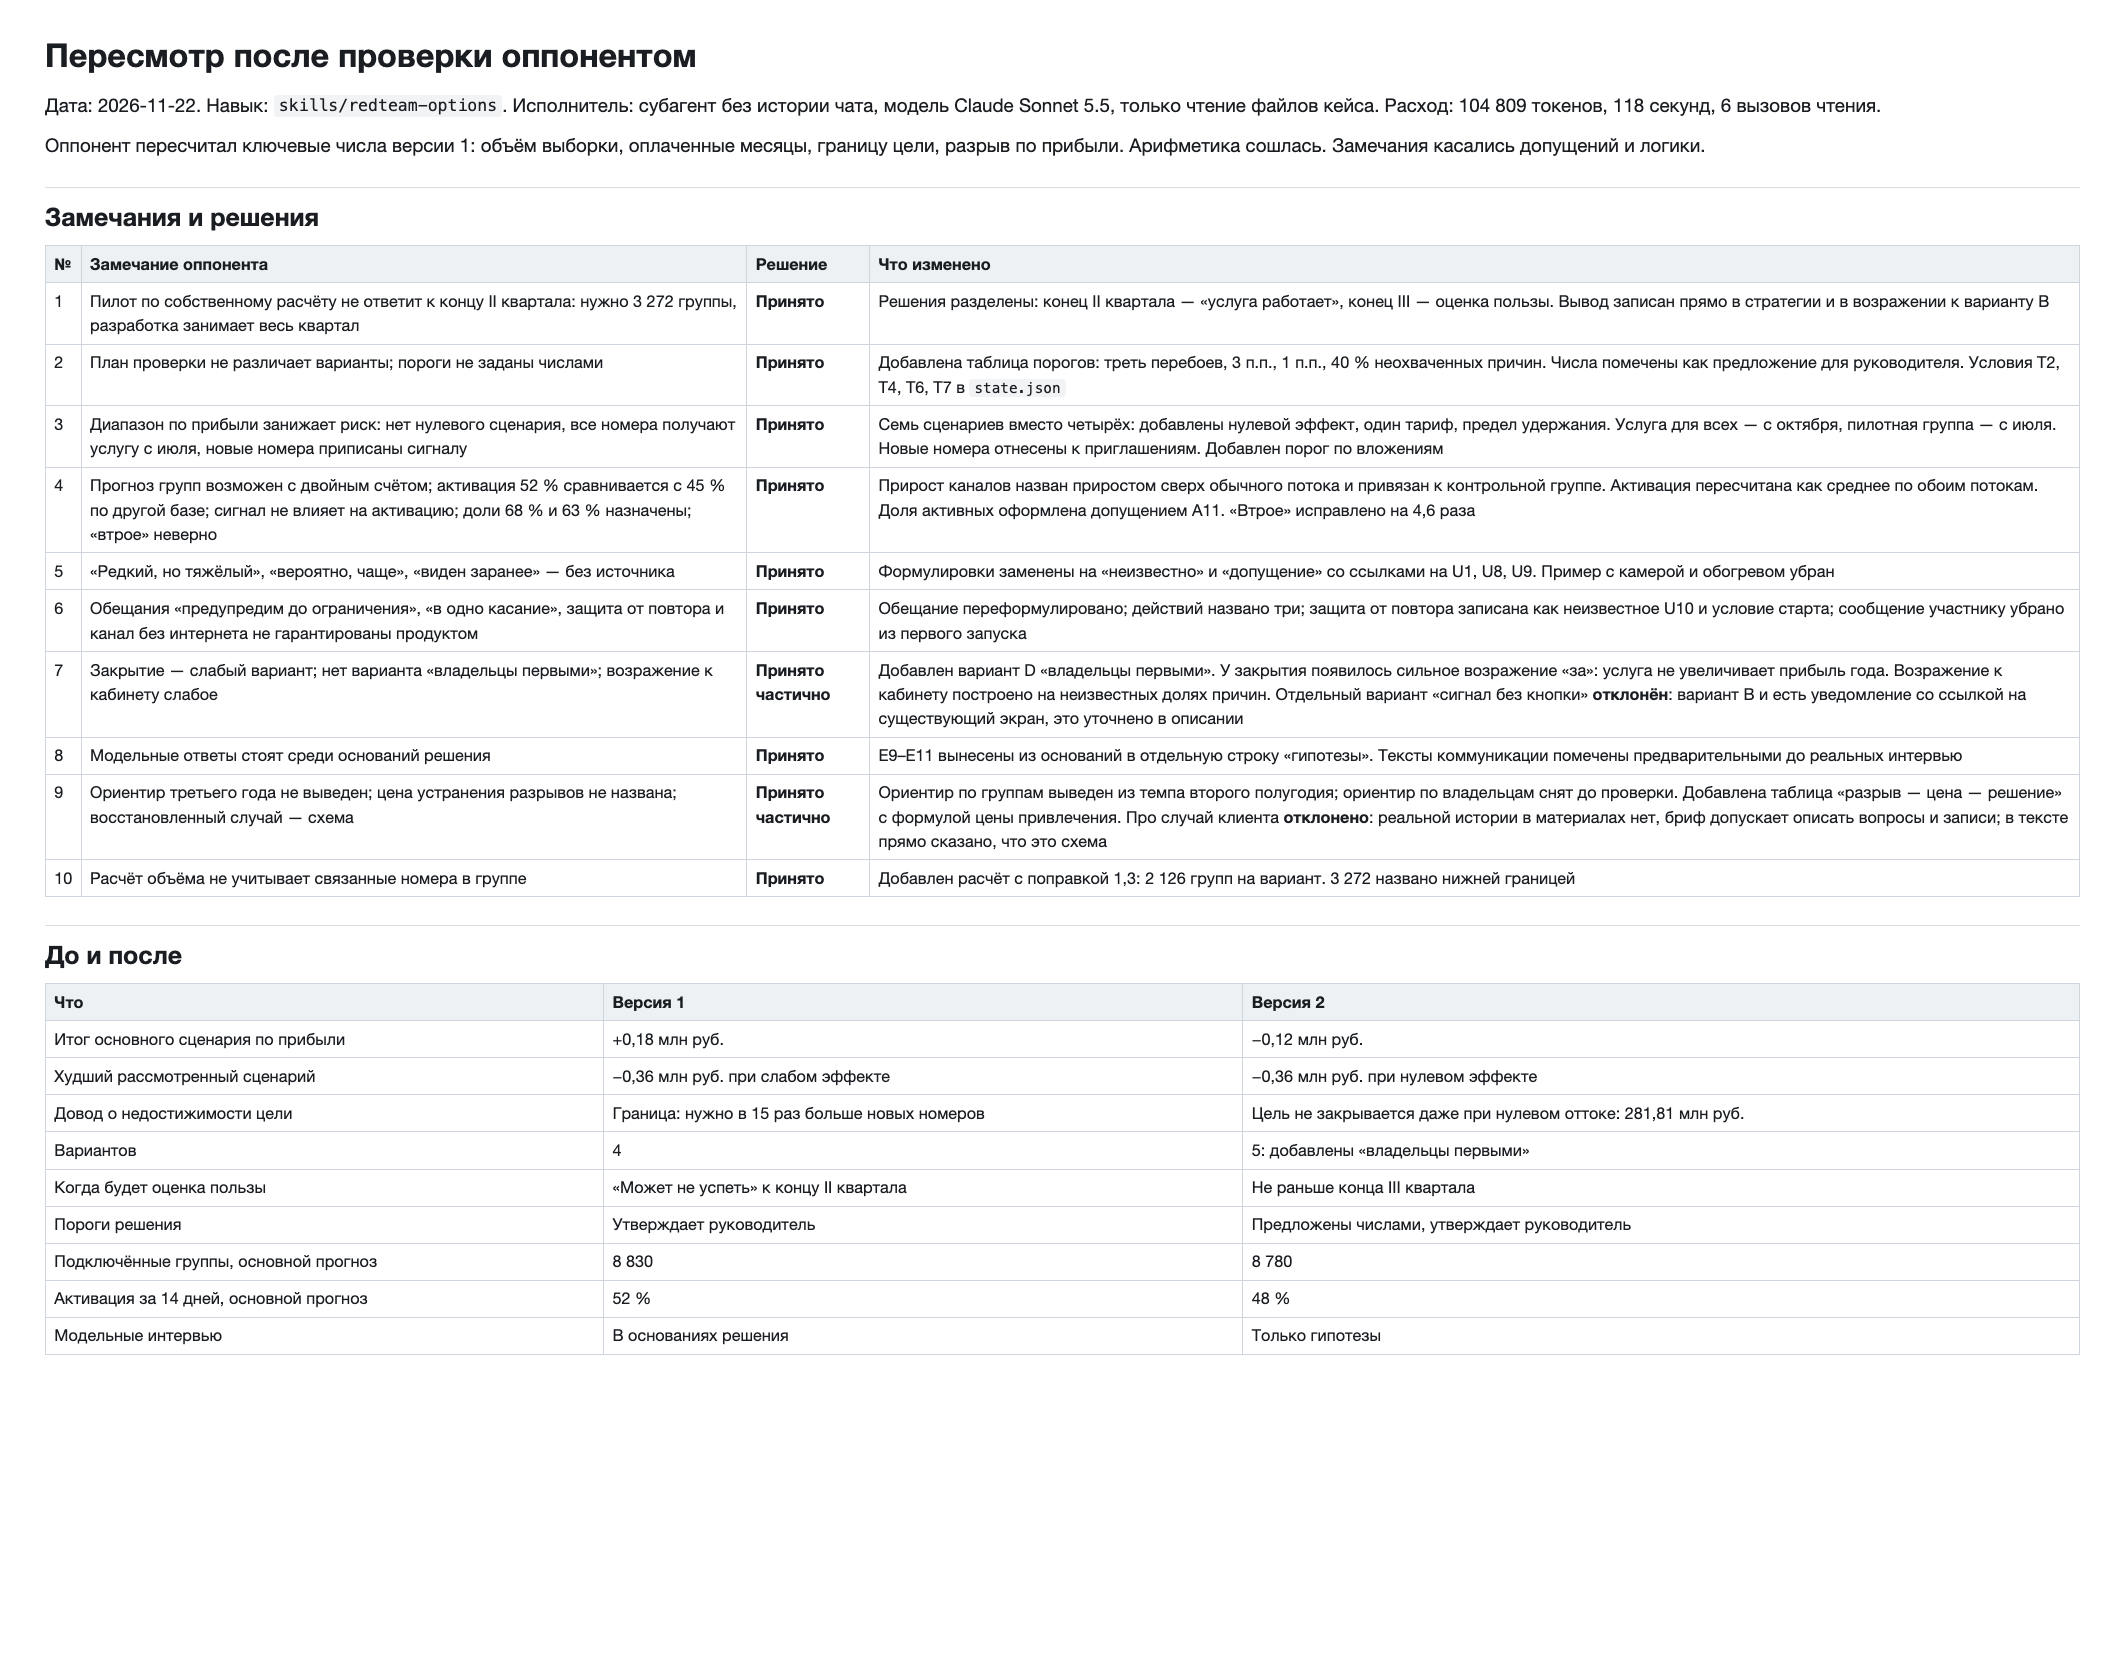 Пересмотр после проверки оппонентом
Дата: 2026-11-22. Навык: skills/redteam-options. Исполнитель: субагент без истории чата, модель Claude Sonnet 5.5, только чтение файлов кейса. Расход: 104 809 токенов, 118 секунд, 6 вызовов чтения.
Оппонент пересчитал ключевые числа версии 1: объём выборки, оплаченные месяцы, границу цели, разрыв по прибыли. Арифметика сошлась. Замечания касались допущений и логики.
Замечания и решения
№ Замечание оппонента Решение Что изменено
1 Пилот по собственному расчёту не ответит к концу II квартала: нужно 3 272 группы, Принято Решения разделены: конец II квартала — «услуга работает», конец III — оценка пользы. Вывод записан прямо в стратегии и в возражении к варианту B
разработка занимает весь квартал
2 План проверки не различает варианты; пороги не заданы числами Принято Добавлена таблица порогов: треть перебоев, 3 п.п., 1 п.п., 40 % неохваченных причин. Числа помечены как предложение для руководителя. Условия T2,
T4, T6, T7 в state.json
3 Диапазон по прибыли занижает риск: нет нулевого сценария, все номера получают Принято Семь сценариев вместо четырёх: добавлены нулевой эффект, один тариф, предел удержания. Услуга для всех — с октября, пилотная группа — с июля.
услугу с июля, новые номера приписаны сигналу Новые номера отнесены к приглашениям. Добавлен порог по вложениям
4 Прогноз групп возможен с двойным счётом; активация 52 % сравнивается с 45 % Принято Прирост каналов назван приростом сверх обычного потока и привязан к контрольной группе. Активация пересчитана как среднее по обоим потокам.
по другой базе; сигнал не влияет на активацию; доли 68 % и 63 % назначены; Доля активных оформлена допущением A11. «Втрое» исправлено на 4,6 раза
«втрое» неверно
5 «Редкий, но тяжёлый», «вероятно, чаще», «виден заранее» — без источника Принято Формулировки заменены на «неизвестно» и «допущение» со ссылками на U1, U8, U9. Пример с камерой и обогревом убран
6 Обещания «предупредим до ограничения», «в одно касание», защита от повтора и Принято Обещание переформулировано; действий названо три; защита от повтора записана как неизвестное U10 и условие старта; сообщение участнику убрано
канал без интернета не гарантированы продуктом из первого запуска
7 Закрытие — слабый вариант; нет варианта «владельцы первыми»; возражение к Принято Добавлен вариант D «владельцы первыми». У закрытия появилось сильное возражение «за»: услуга не увеличивает прибыль года. Возражение к
кабинету слабое частично кабинету построено на неизвестных долях причин. Отдельный вариант «сигнал без кнопки» отклонён: вариант B и есть уведомление со ссылкой на
существующий экран, это уточнено в описании
8 Модельные ответы стоят среди оснований решения Принято E9–E11 вынесены из оснований в отдельную строку «гипотезы». Тексты коммуникации помечены предварительными до реальных интервью
9 Ориентир третьего года не выведен; цена устранения разрывов не названа; Принято Ориентир по группам выведен из темпа второго полугодия; ориентир по владельцам снят до проверки. Добавлена таблица «разрыв — цена — решение»
восстановленный случай — схема частично с формулой цены привлечения. Про случай клиента отклонено: реальной истории в материалах нет, бриф допускает описать вопросы и записи; в тексте
прямо сказано, что это схема
10 Расчёт объёма не учитывает связанные номера в группе Принято Добавлен расчёт с поправкой 1,3: 2 126 групп на вариант. 3 272 названо нижней границей
До и после
Что Версия 1 Версия 2
Итог основного сценария по прибыли +0,18 млн руб. −0,12 млн руб.
Худший рассмотренный сценарий −0,36 млн руб. при слабом эффекте −0,36 млн руб. при нулевом эффекте
Довод о недостижимости цели Граница: нужно в 15 раз больше новых номеров Цель не закрывается даже при нулевом оттоке: 281,81 млн руб.
Вариантов 4 5: добавлены «владельцы первыми»
Когда будет оценка пользы «Может не успеть» к концу II квартала Не раньше конца III квартала
Пороги решения Утверждает руководитель Предложены числами, утверждает руководитель
Подключённые группы, основной прогноз 8 830 8 780
Активация за 14 дней, основной прогноз 52 % 48 %
Модельные интервью В основаниях решения Только гипотезы